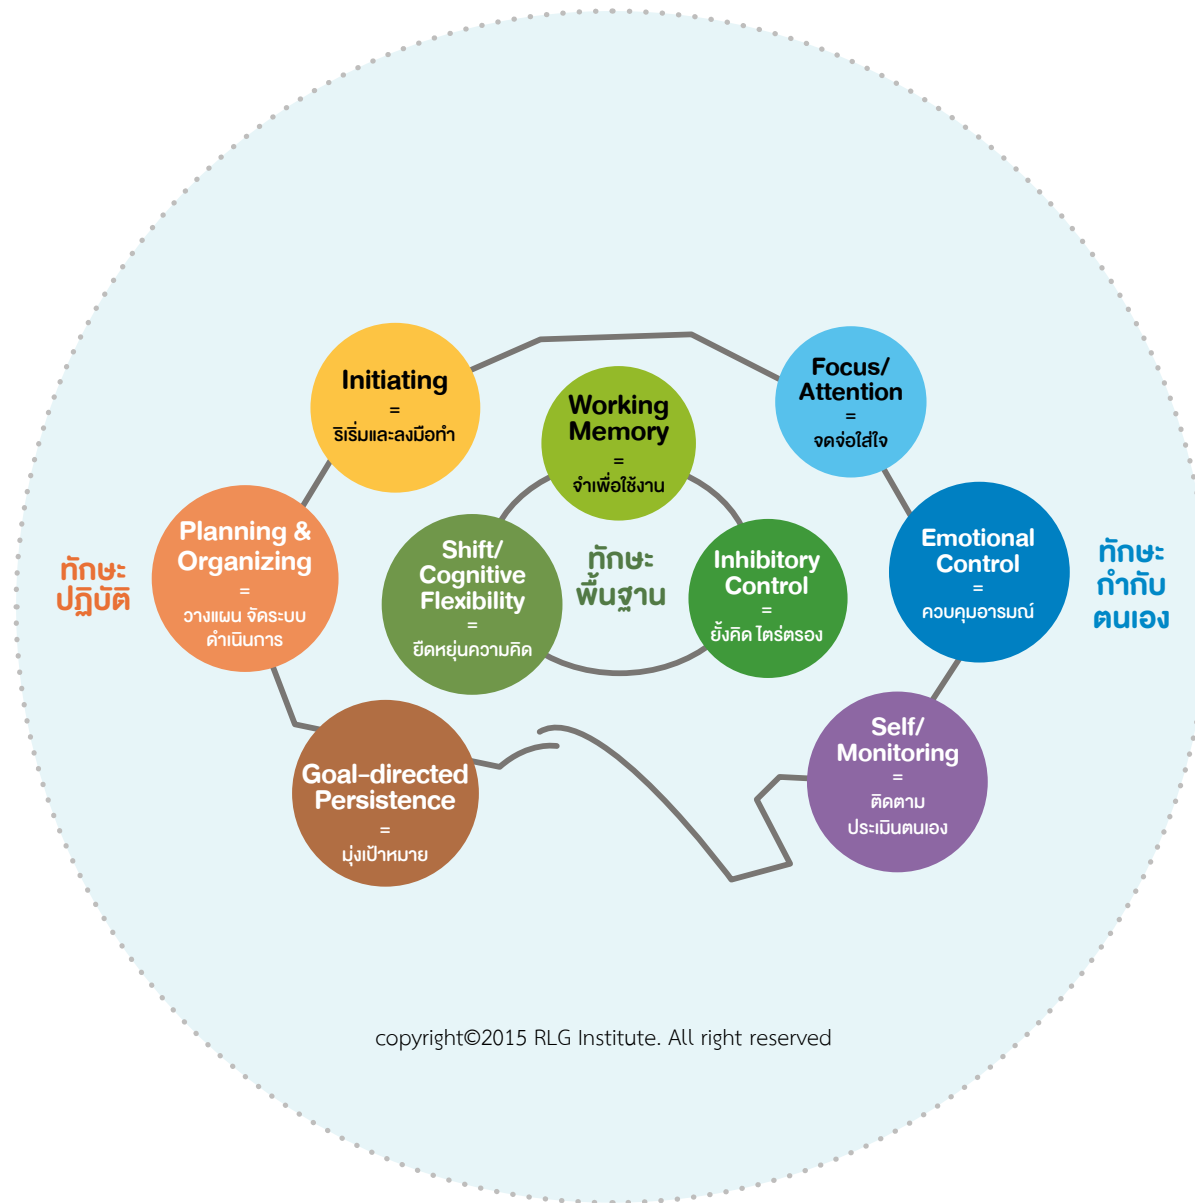 Initiating
=
ริเริ่มและลงมือทำ
Focus/
Attention
=
จดจ่อใส่ใจ
Working
Memory
=
จำเพื่อใช้งาน
Planning &
Organizing
=
วางแผน จัดระบบ
ดำเนินการ
Shift/
Cognitive
Flexibility
=
ยืดหยุ่นความคิด
Inhibitory
Control
=
ยั้งคิด ไตร่ตรอง
Emotional
Control
=
ควบคุมอารมณ์
ทักษะ
ปฏิบัติ
ทักษะ
พื้นฐาน
ทักษะ
กำกับ
ตนเอง
Goal-directed
Persistence
=
มุ่งเป้าหมาย
Self/
Monitoring
=
ติดตาม
ประเมินตนเอง
copyright©2015 RLG Institute. All right reserved